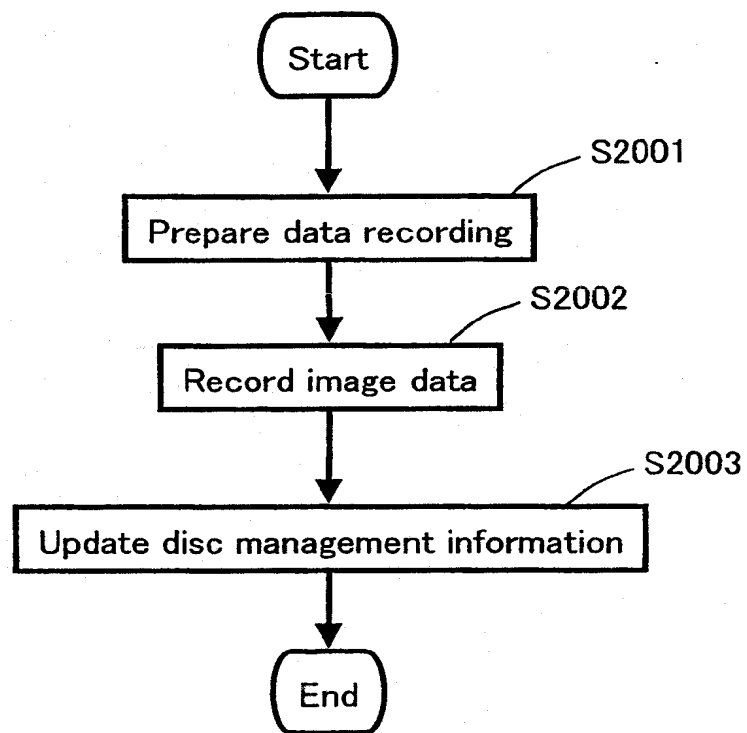 Start
S2001
Prepare data recording
S2002
Record image data
S2003
Update disc management information
End